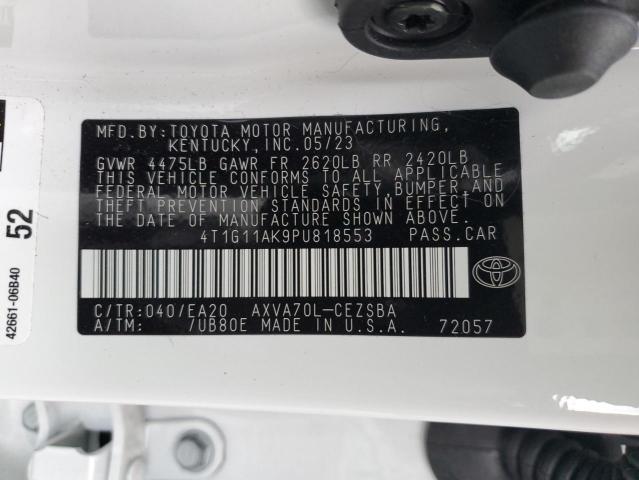 MFD. BY: TOYOTA MOTOR MANUFACTURING,
KENTUCKY, INC. 05/23
GVWR 4475LB GAWR FR 2620LB RR 2420LB
THIS VEHICLE CONFORMS TO ALL APPLICABLE
FEDERAL MOTOR VEHICLE SAFETY, BUMPER, AND
THEFT PREVENTION STANDARDS IN EFFECT ON
THE DATE OF MANUFACTURE SHOWN ABOVE.
4T1G11AK9PU818553 PASS. CAR
C/TR: 040/EA20 AXVA70L-CEZSBA
A/TM: /UB80E MADE IN U.S.A. 72057
TOYOTA
52
42661-06B40